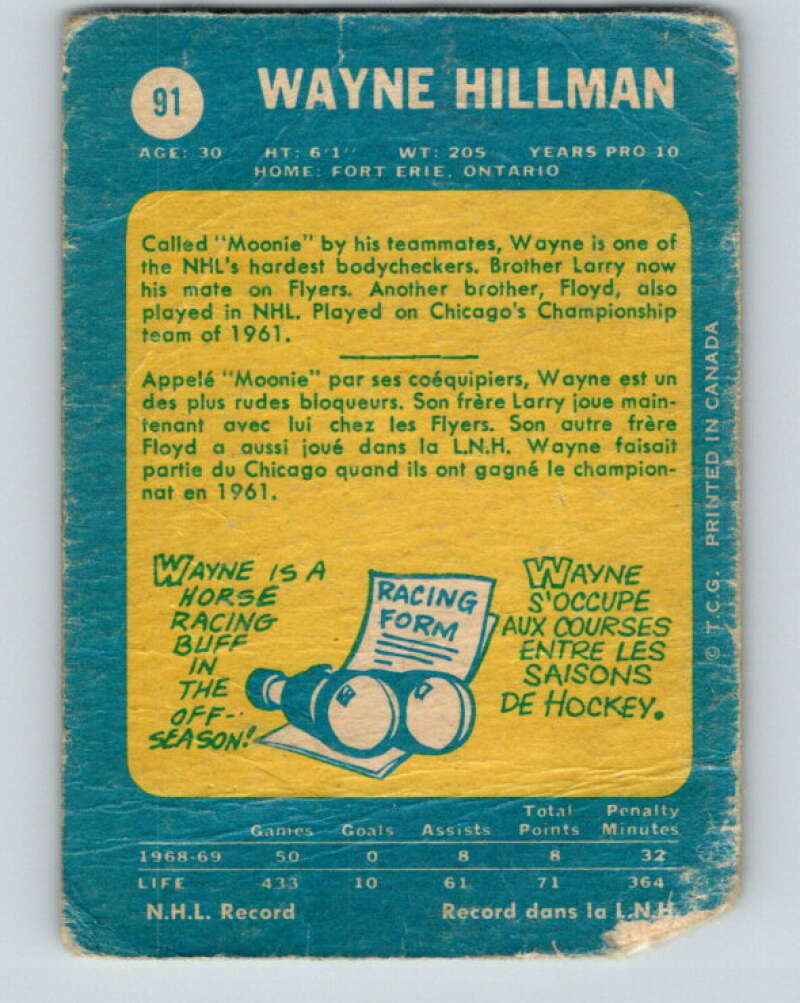 91 WAYNE HILLMAN
AGE: 30 HT: 6'1" WT: 205 YEARS PRO 10
HOME: FORT ERIE, ONTARIO
Called "Moonie" by his teammates, Wayne is one of
the NHL's hardest bodycheckers. Brother Larry now
his mate on Flyers. Another brother, Floyd, also
played in NHL. Played on Chicago's Championship
team of 1961.
Appelé "Moonie" par ses coéquipiers, Wayne est un
des plus rudes bloqueurs. Son frère Larry joue main-
tenant avec lui chez les Flyers. Son autre frère
Floyd a aussi joué dans la L.N.H. Wayne faisait
partie du Chicago quand ils ont gagné le champion-
nat en 1961.
WAYNE IS A
HORSE
RACING
BUFF
IN
THE
OFF-
SEASON!
RACING
FORM
WAYNE
S'OCCUPE
AUX COURSES
ENTRE LES
SAISONS
DE HOCKEY.
© T.C.G. PRINTED IN CANADA
Total Penalty
Games Goals Assists Points Minutes
1968-69 50 0 8 8 32
LIFE 433 10 61 71 364
N.H.L. Record Record dans la L.N.H.